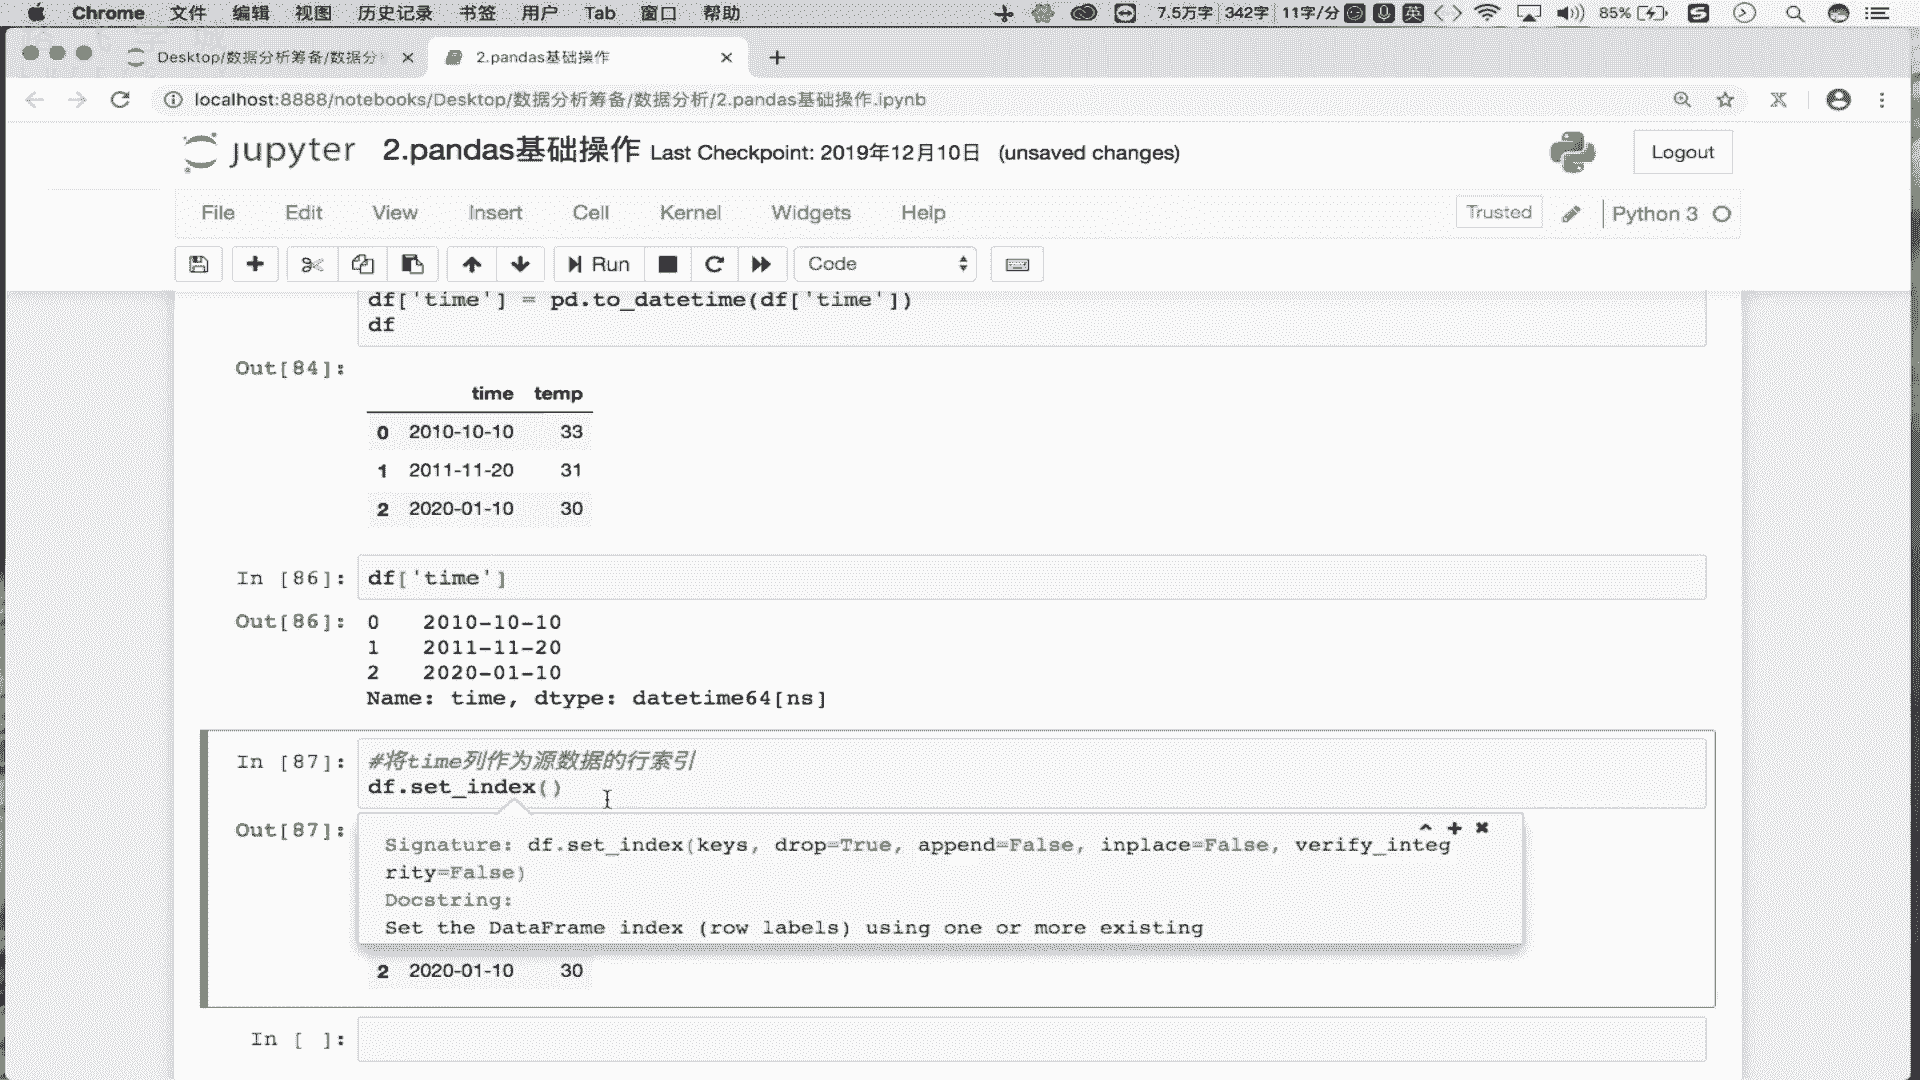 Chrome 文件 编辑 视图 历史记录 书签 用户 Tab 窗口 帮助 7.5万字 342字 11字/分 英 85%
Desktop/数据分析筹备/数据分
2.pandas基础操作
localhost:8888/notebooks/Desktop/数据分析筹备/数据分析/2.pandas基础操作.ipynb
jupyter 2.pandas基础操作 Last Checkpoint: 2019年12月10日 (unsaved changes)
Logout
File Edit View Insert Cell Kernel Widgets Help
Trusted
Python 3
Run
Code
df['time'] = pd.to_datetime(df['time'])
df
Out[84]:
time temp
0 2010-10-10 33
1 2011-11-20 31
2 2020-01-10 30
In [86]: df['time']
Out[86]: 0 2010-10-10
1 2011-11-20
2 2020-01-10
Name: time, dtype: datetime64[ns]
In [87]: #将time列作为源数据的行索引
df.set_index()
Out[87]:
Signature: df.set_index(keys, drop=True, append=False, inplace=False, verify_integ
rity=False)
Docstring:
Set the DataFrame index (row labels) using one or more existing
2 2020-01-10 30
In [ ]: